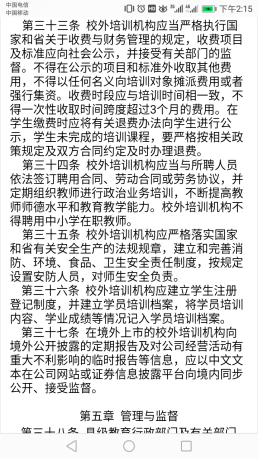 中国电信
中国移动
下午2:15
第三十三条 校外培训机构应当严格执行国
家和省关于收费与财务管理的规定，收费项目
及标准应向社会公示，并接受有关部门的监
督。不得在公示的项目和标准外收取其他费
用，不得以任何名义向培训对象摊派费用或者
强行集资。收费时段应与培训时间相一致，不
得一次性收取时间跨度超过3个月的费用。在
学生缴费时应将有关退费办法向学生进行公
示，学生未完成的培训课程，要严格按相关政
策规定及双方合同约定及时办理退费。
第三十四条 校外培训机构应当与所聘人员
依法签订聘用合同、劳动合同或劳务协议，并
定期组织教师进行政治业务培训，不断提高教
师师德水平和教育教学能力。校外培训机构不
得聘用中小学在职教师。
第三十五条 校外培训机构应严格落实国家
和省有关安全生产的法规规章，建立和完善消
防、环境、食品、卫生安全责任制度，按规定
设置安防人员，对师生安全负责。
第三十六条 校外培训机构应建立学生注册
登记制度，并建立学员培训档案，将学员培训
内容、学业成绩等情况记入学员培训档案。
第三十七条 在境外上市的校外培训机构向
境外公开披露的定期报告及对公司经营活动有
重大不利影响的临时报告等信息，应以中文文
本在公司网站或证券信息披露平台向境内同步
公开、接受监督。
第五章 管理与监督
第三十八条 县级教育行政部门及有关部门